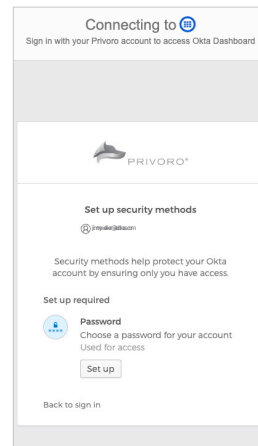 Connecting to
Sign in with your Privoro account to access Okta Dashboard
PRIVORO®
Set up security methods
Security methods help protect your Okta
account by ensuring only you have access.
Set up required
Password
Choose a password for your account
Used for access
Set up
Back to sign in